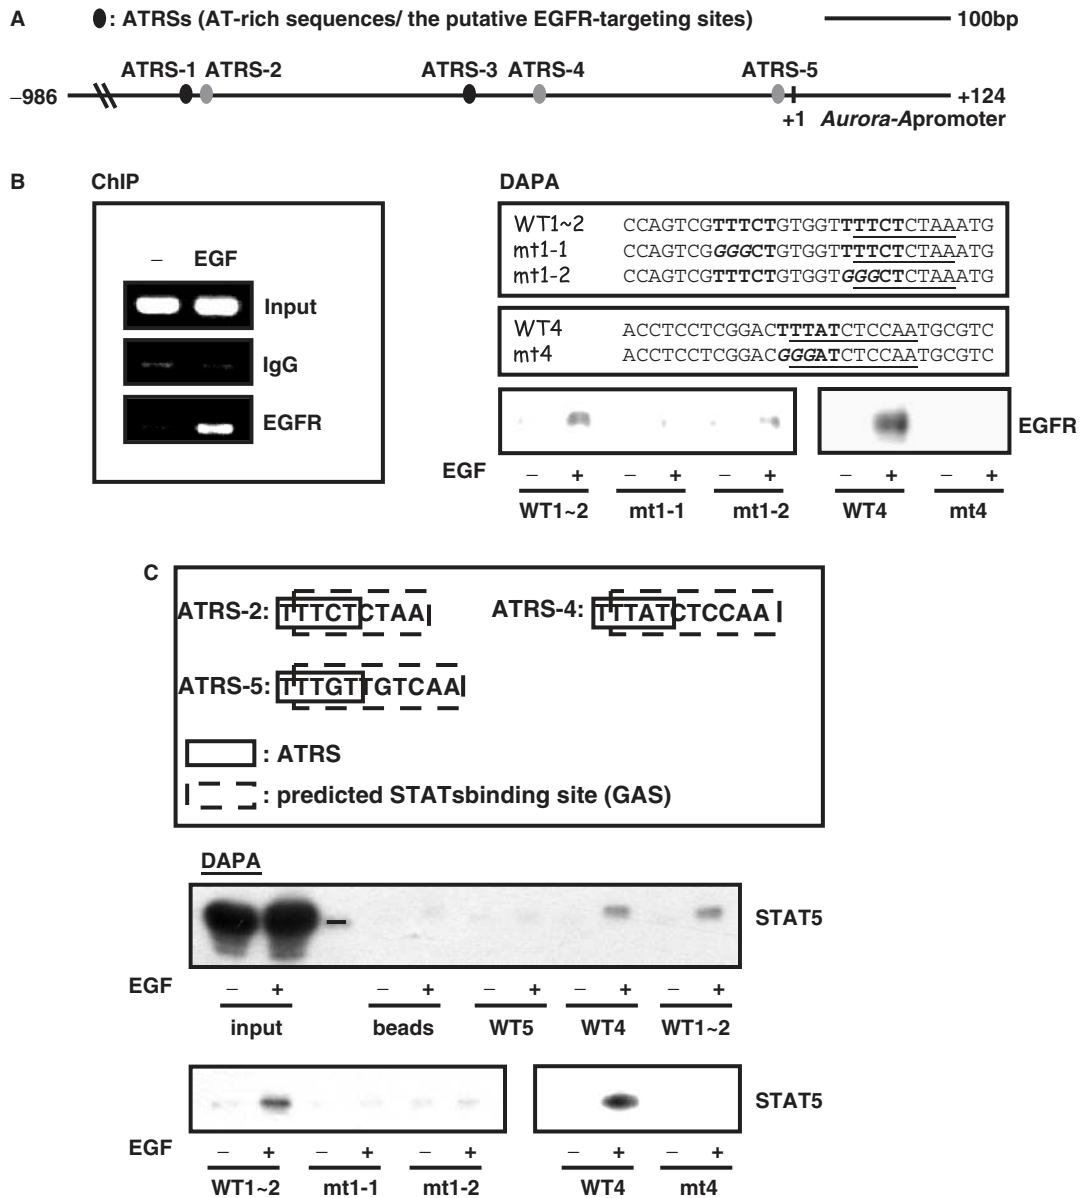 A
: ATRSs (AT-rich sequences/ the putative EGFR-targeting sites)
100bp
ATRS-1 ATRS-2 ATRS-3 ATRS-4 ATRS-5
–986 +124
+1 Aurora-Apromoter
B
ChIP
– EGF
Input
IgG
EGFR
DAPA
WT1~2 CCAGTCGTTTCTGTGGTTTTCTCTAAATG
mt1-1 CCAGTCGGGGCTGTGGTTTTCTCTAAATG
mt1-2 CCAGTCGTTTCTGTGGTGGGCTCTAAATG
WT4 ACCTCCTCGGACTTTATCTCCAATGCGTC
mt4 ACCTCCTCGGACGGGATCTCCAATGCGTC
EGFR
EGF – + – + – + – + – +
WT1~2 mt1-1 mt1-2 WT4 mt4
C
ATRS-2: TTTCTCTAA ATRS-4: TTTATCTCCAA
ATRS-5: TTTGTTGTCAA
: ATRS
: predicted STATsbinding site (GAS)
DAPA
STAT5
EGF – + – + – + – + – +
input beads WT5 WT4 WT1~2
STAT5
EGF – + – + – + – + – +
WT1~2 mt1-1 mt1-2 WT4 mt4